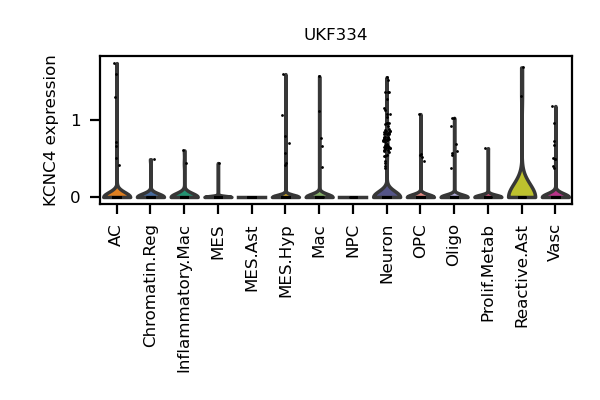 UKF334
KCNC4 expression
1
0
AC
Chromatin.Reg
Inflammatory.Mac
MES
MES.Ast
MES.Hyp
Mac
NPC
Neuron
OPC
Oligo
Prolif.Metab
Reactive.Ast
Vasc